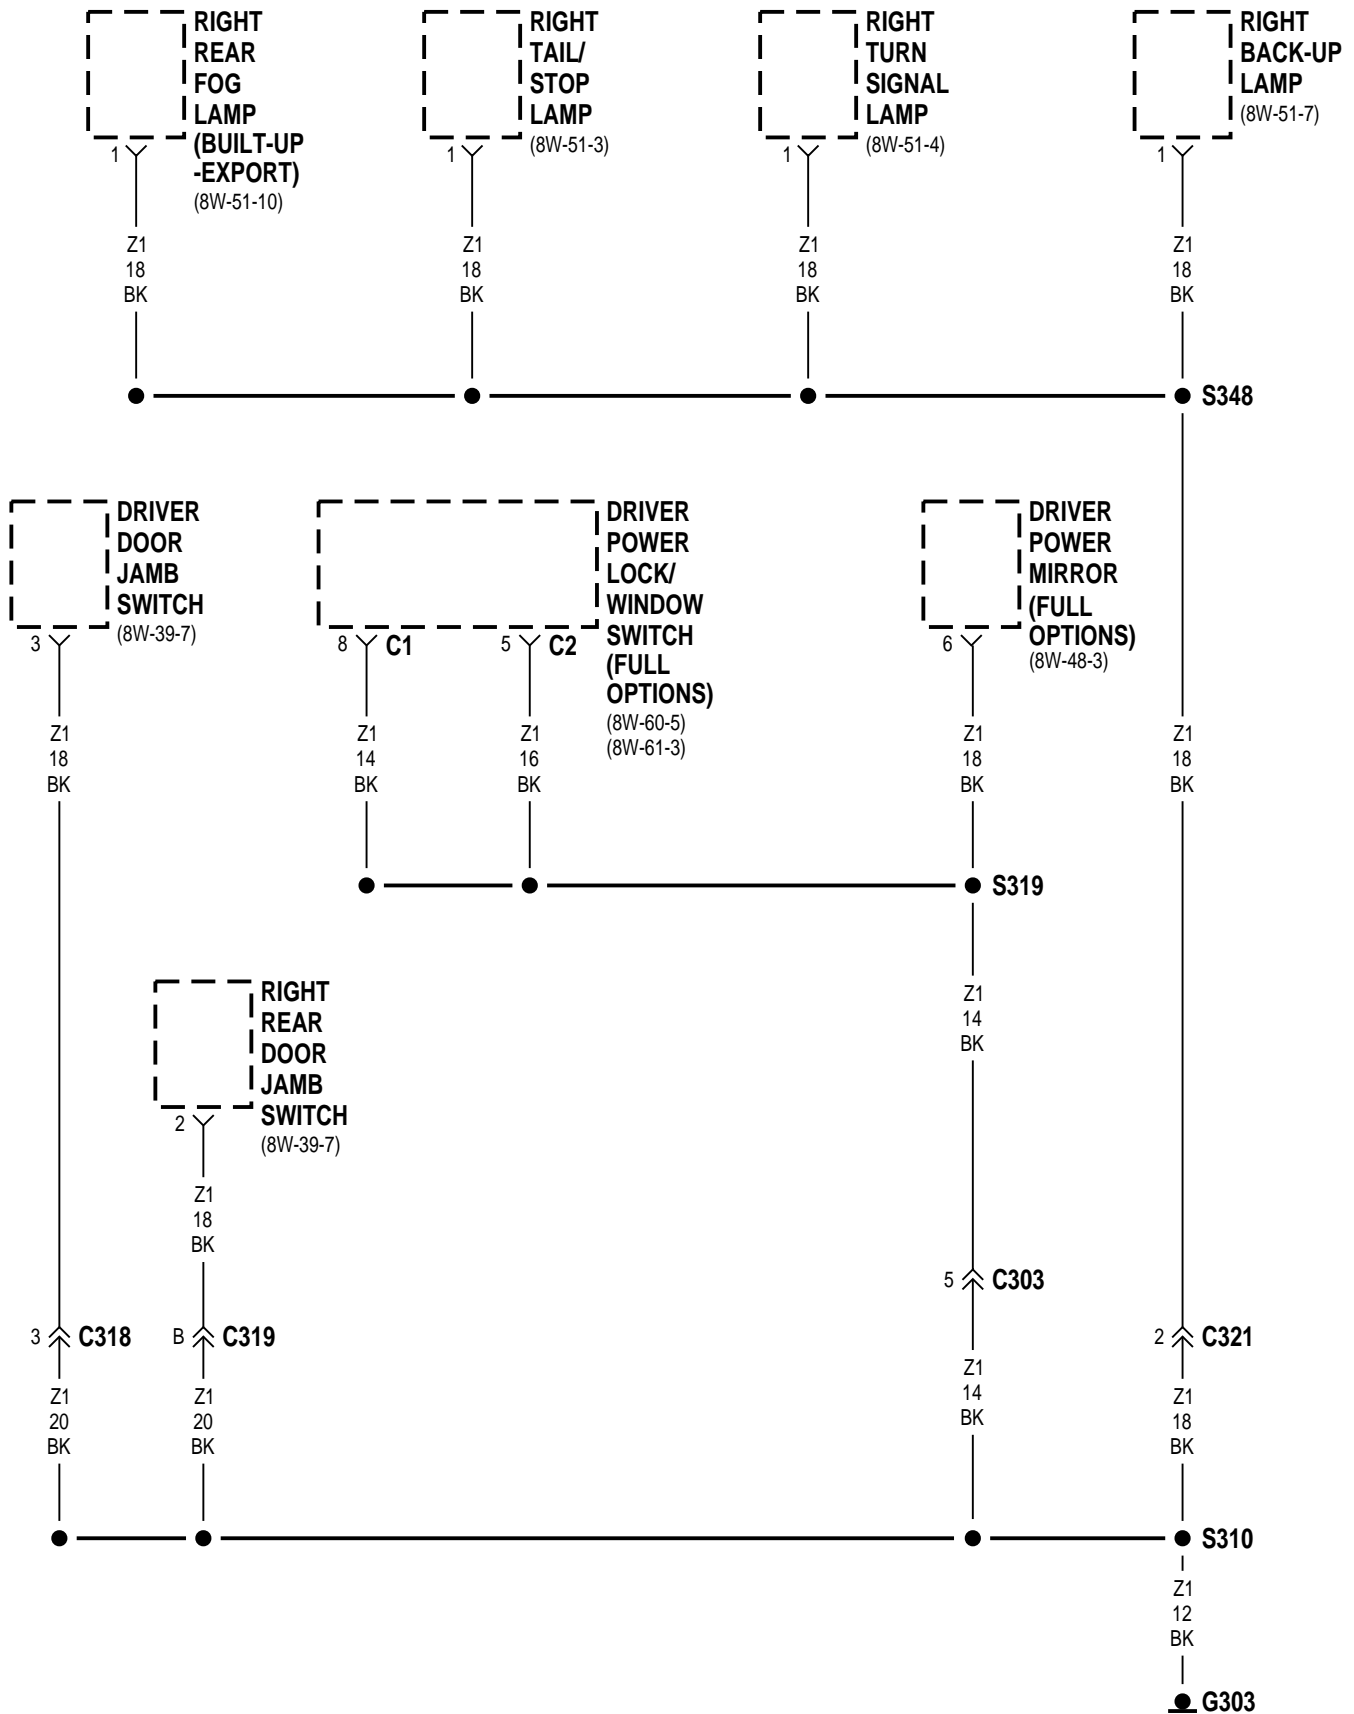 RIGHT
REAR
FOG
LAMP
(BUILT-UP
-EXPORT)
(8W-51-10)
RIGHT
TAIL/
STOP
LAMP
(8W-51-3)
RIGHT
TURN
SIGNAL
LAMP
(8W-51-4)
RIGHT
BACK-UP
LAMP
(8W-51-7)
1
1
1
1
Z1
18
BK
Z1
18
BK
Z1
18
BK
Z1
18
BK
S348
DRIVER
DOOR
JAMB
SWITCH
(8W-39-7)
DRIVER
POWER
LOCK/
WINDOW
SWITCH
(FULL
OPTIONS)
(8W-60-5)
(8W-61-3)
DRIVER
POWER
MIRROR
(FULL
OPTIONS)
(8W-48-3)
3
8 C1
5 C2
6
Z1
18
BK
Z1
14
BK
Z1
16
BK
Z1
18
BK
Z1
18
BK
S319
RIGHT
REAR
DOOR
JAMB
SWITCH
(8W-39-7)
2
Z1
14
BK
Z1
18
BK
5 C303
3 C318
B C319
2 C321
Z1
20
BK
Z1
20
BK
Z1
14
BK
Z1
18
BK
S310
Z1
12
BK
G303